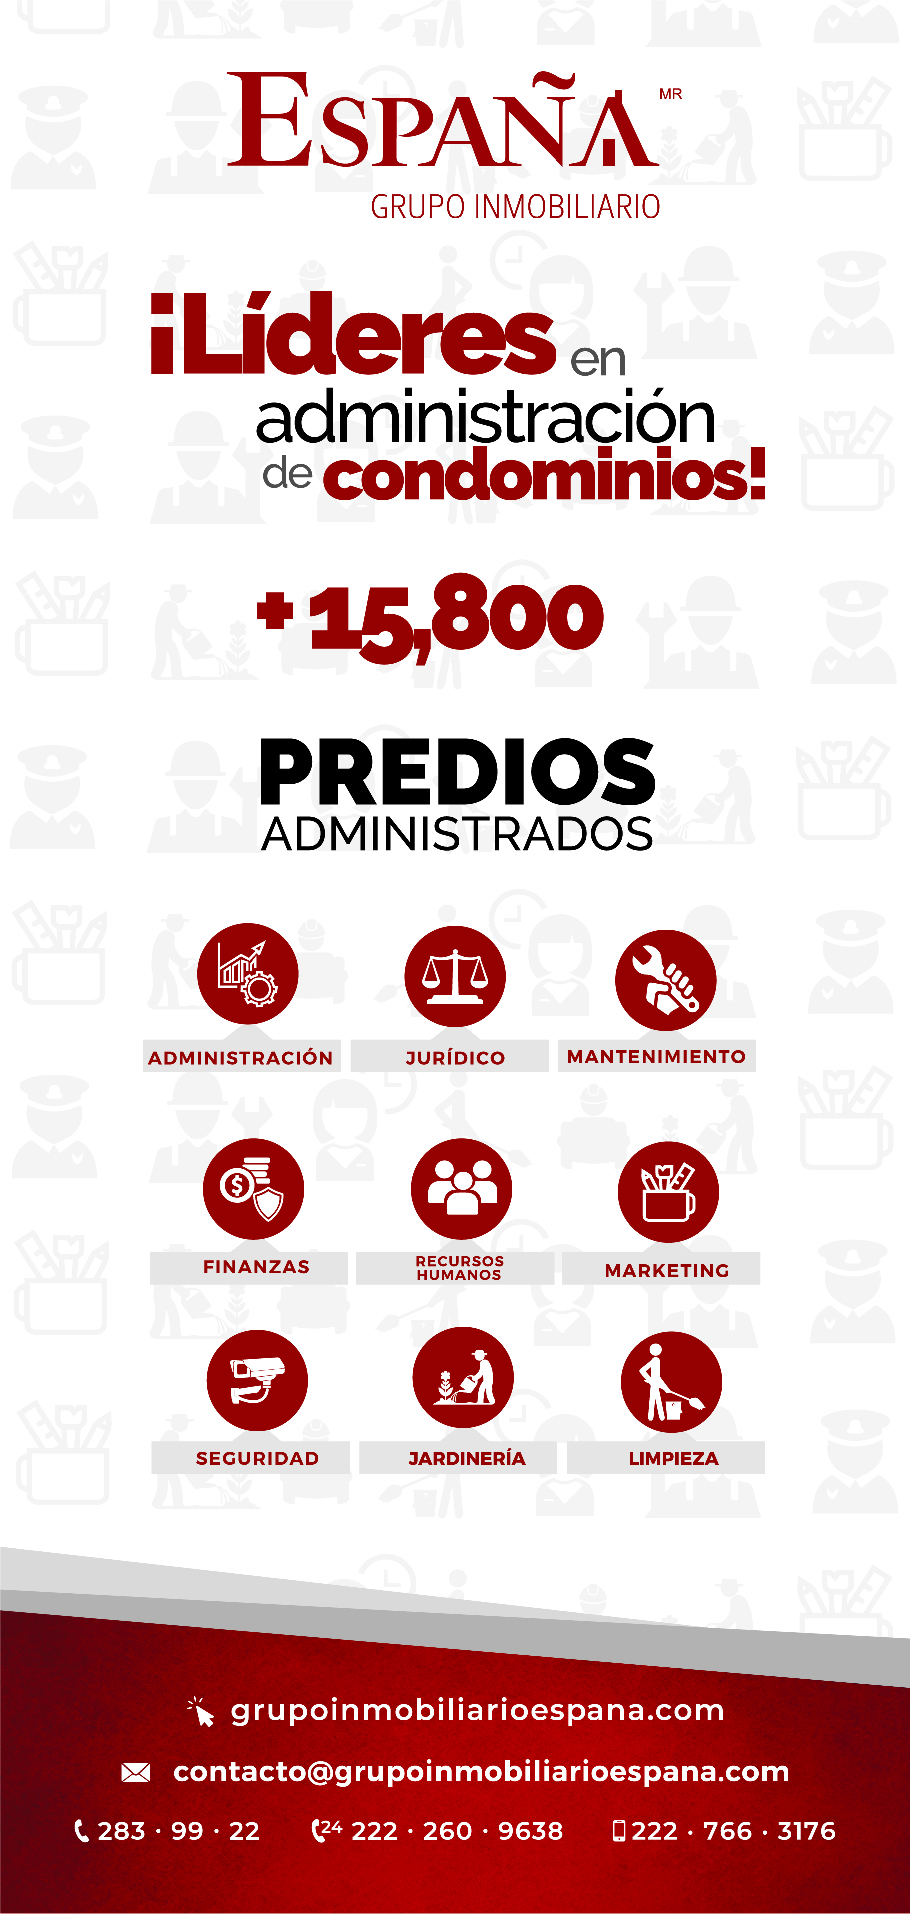 ESPAÑA MR
GRUPO INMOBILIARIO
¡Líderes en
administración
de condominios!
+15,800
PREDIOS
ADMINISTRADOS
ADMINISTRACIÓN JURÍDICO MANTENIMIENTO
FINANZAS RECURSOS HUMANOS MARKETING
SEGURIDAD JARDINERÍA LIMPIEZA
grupoinmobiliarioespana.com
contacto@grupoinmobiliarioespana.com
283 · 99 · 22 24 222 · 260 · 9638 222 · 766 · 3176